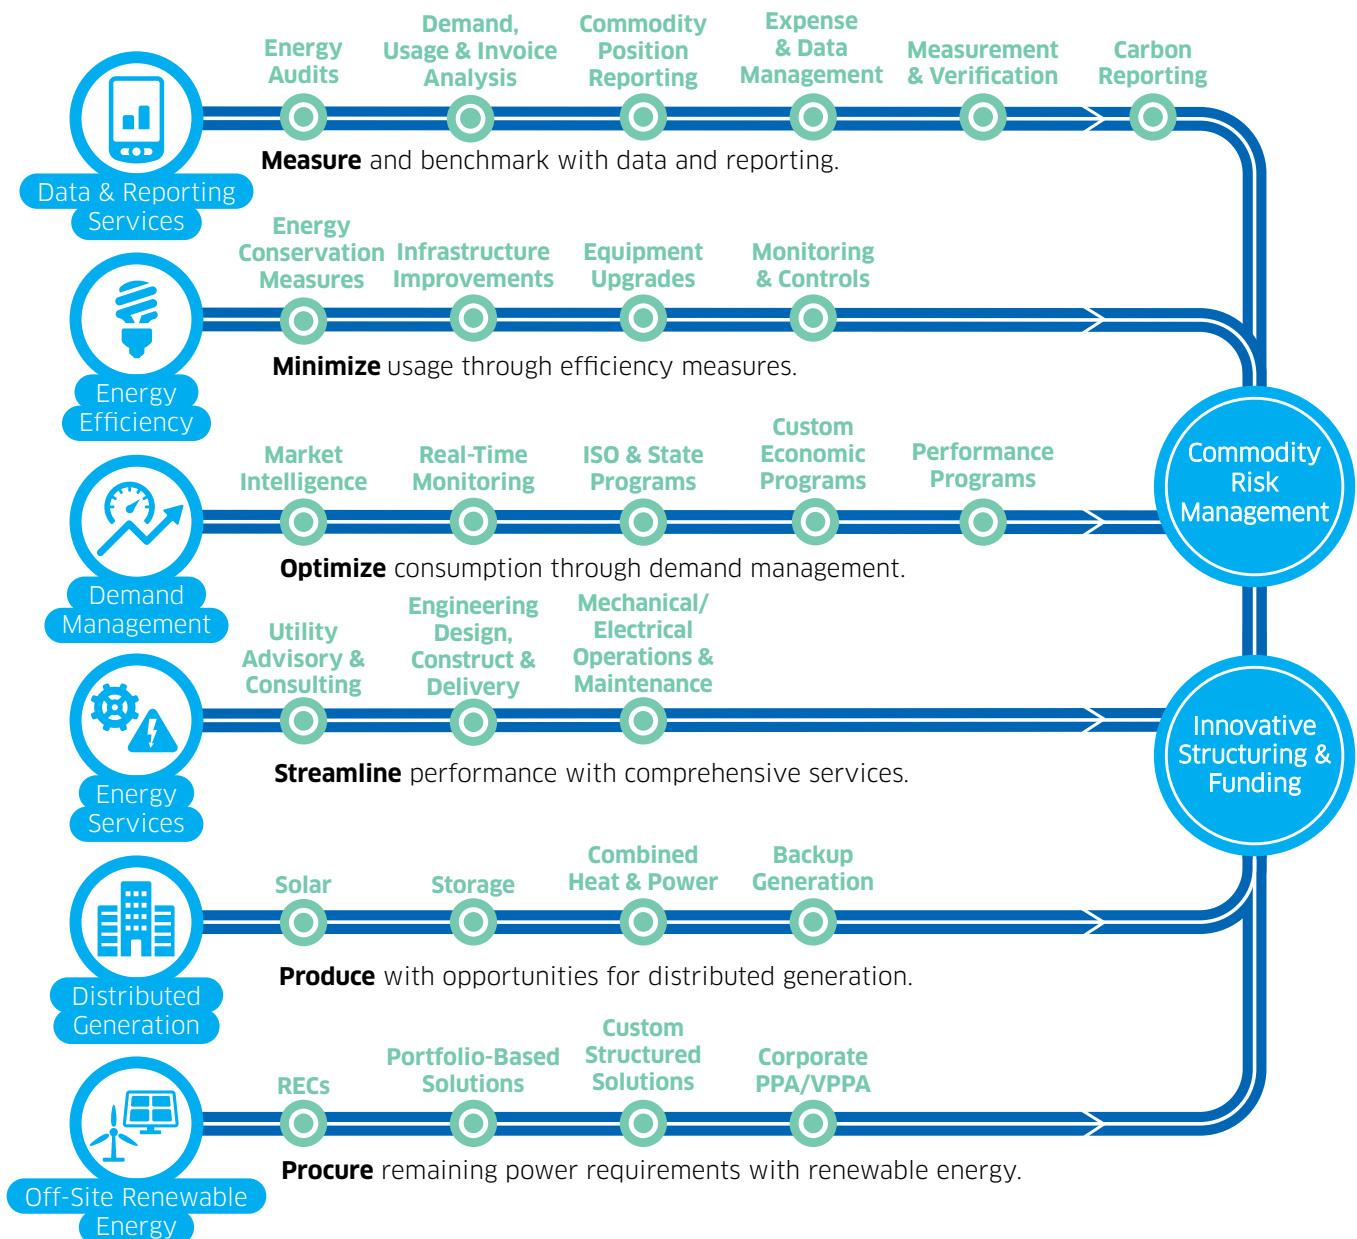 Energy
Audits
Demand,
Usage & Invoice
Analysis
Commodity
Position
Reporting
Expense
& Data
Management
Measurement
& Verification
Carbon
Reporting
Data & Reporting
Services
Measure and benchmark with data and reporting.
Energy
Conservation
Measures
Infrastructure
Improvements
Equipment
Upgrades
Monitoring
& Controls
Energy
Efficiency
Minimize usage through efficiency measures.
Market
Intelligence
Real-Time
Monitoring
ISO & State
Programs
Custom
Economic
Programs
Performance
Programs
Commodity
Risk
Management
Demand
Management
Optimize consumption through demand management.
Utility
Advisory &
Consulting
Engineering
Design,
Construct &
Delivery
Mechanical/
Electrical
Operations &
Maintenance
Innovative
Structuring &
Funding
Energy
Services
Streamline performance with comprehensive services.
Solar
Storage
Combined
Heat & Power
Backup
Generation
Distributed
Generation
Produce with opportunities for distributed generation.
RECs
Portfolio-Based
Solutions
Custom
Structured
Solutions
Corporate
PPA/VPPA
Off-Site Renewable
Energy
Procure remaining power requirements with renewable energy.